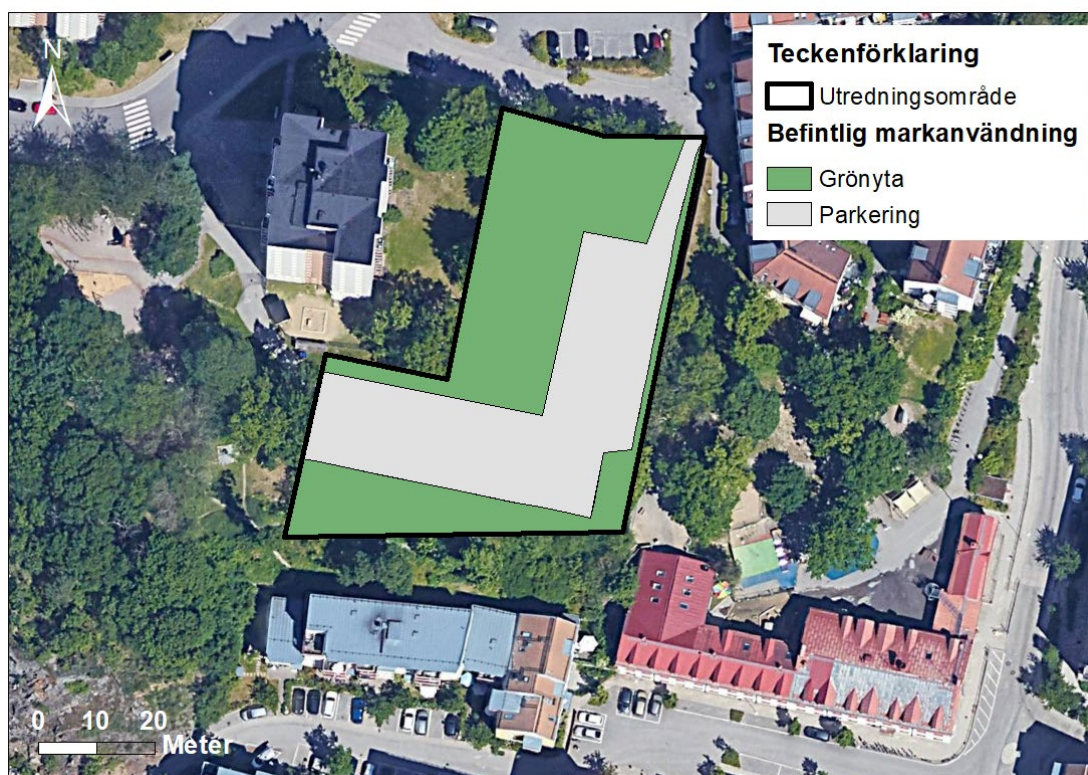 N
Teckenförklaring
Utredningsområde
Befintlig markanvändning
Grönyta
Parkering
0 10 20
Meter